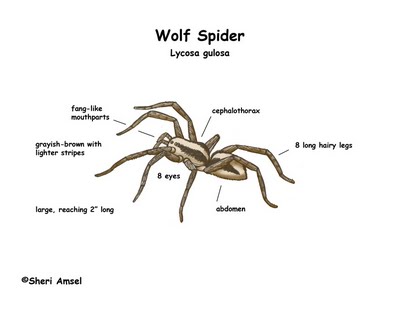 Wolf Spider
Lycosa gulosa
fang-like
mouthparts
cephalothorax
grayish-brown with
lighter stripes
8 long hairy legs
8 eyes
large, reaching 2" long
abdomen
©Sheri Amsel